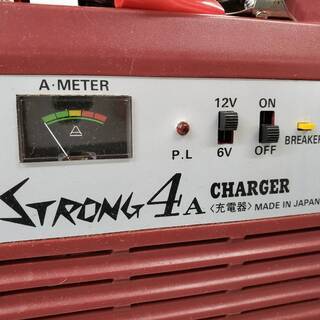 A·METER
12V
ON
P.L
6V
OFF
BREAKER
STRONG 4A CHARGER
〈充電器〉 MADE IN JAPAN